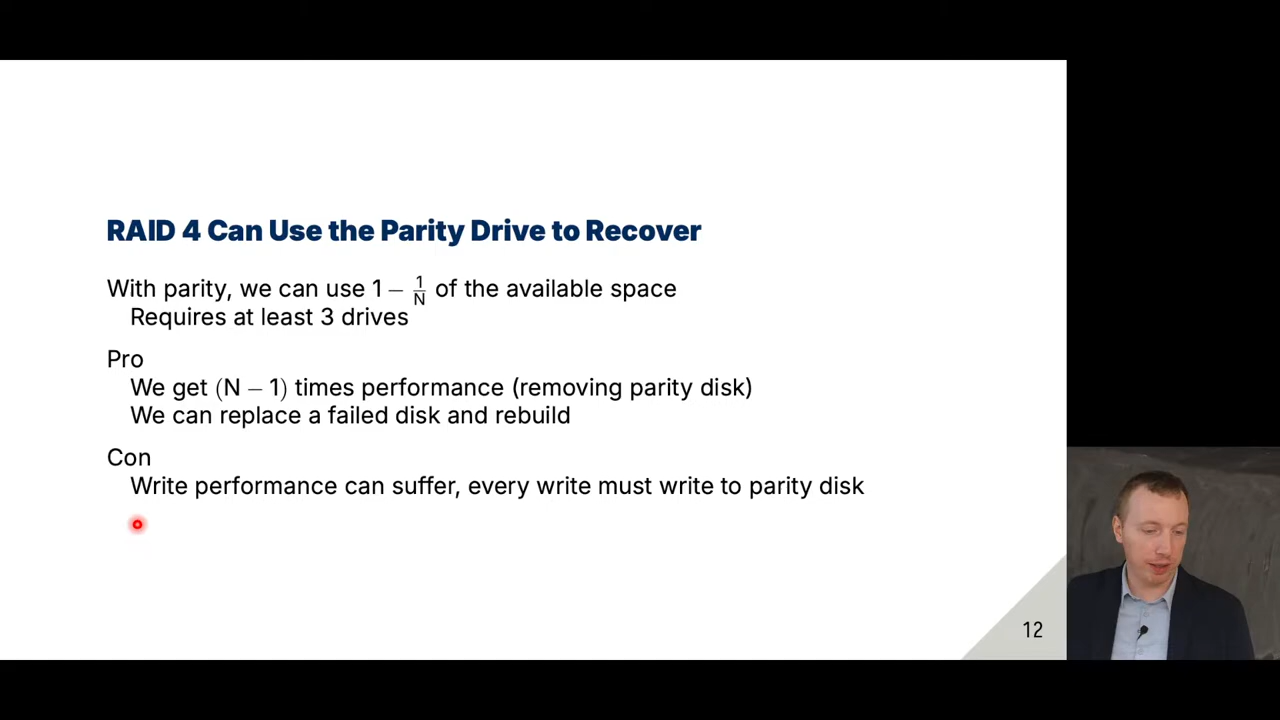 RAID 4 Can Use the Parity Drive to Recover
With parity, we can use 1 − 1/N of the available space
Requires at least 3 drives
Pro
We get (N − 1) times performance (removing parity disk)
We can replace a failed disk and rebuild
Con
Write performance can suffer, every write must write to parity disk
12